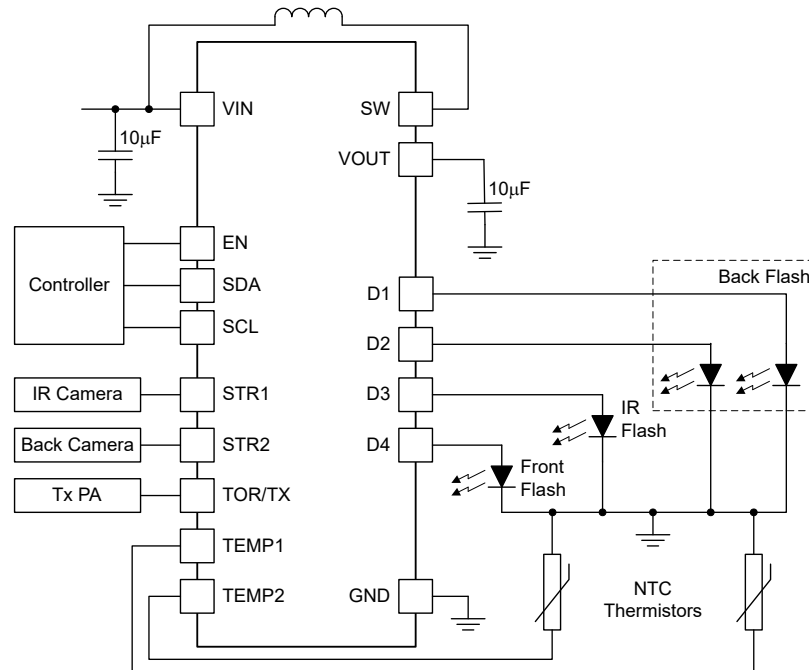 VIN
SW
10μF
VOUT
10μF
Controller
EN
SDA
SCL
D1
Back Flash
D2
IR Camera
STR1
D3
IR
Flash
Back Camera
STR2
D4
Front
Flash
Tx PA
TOR/TX
TEMP1
TEMP2
GND
NTC
Thermistors